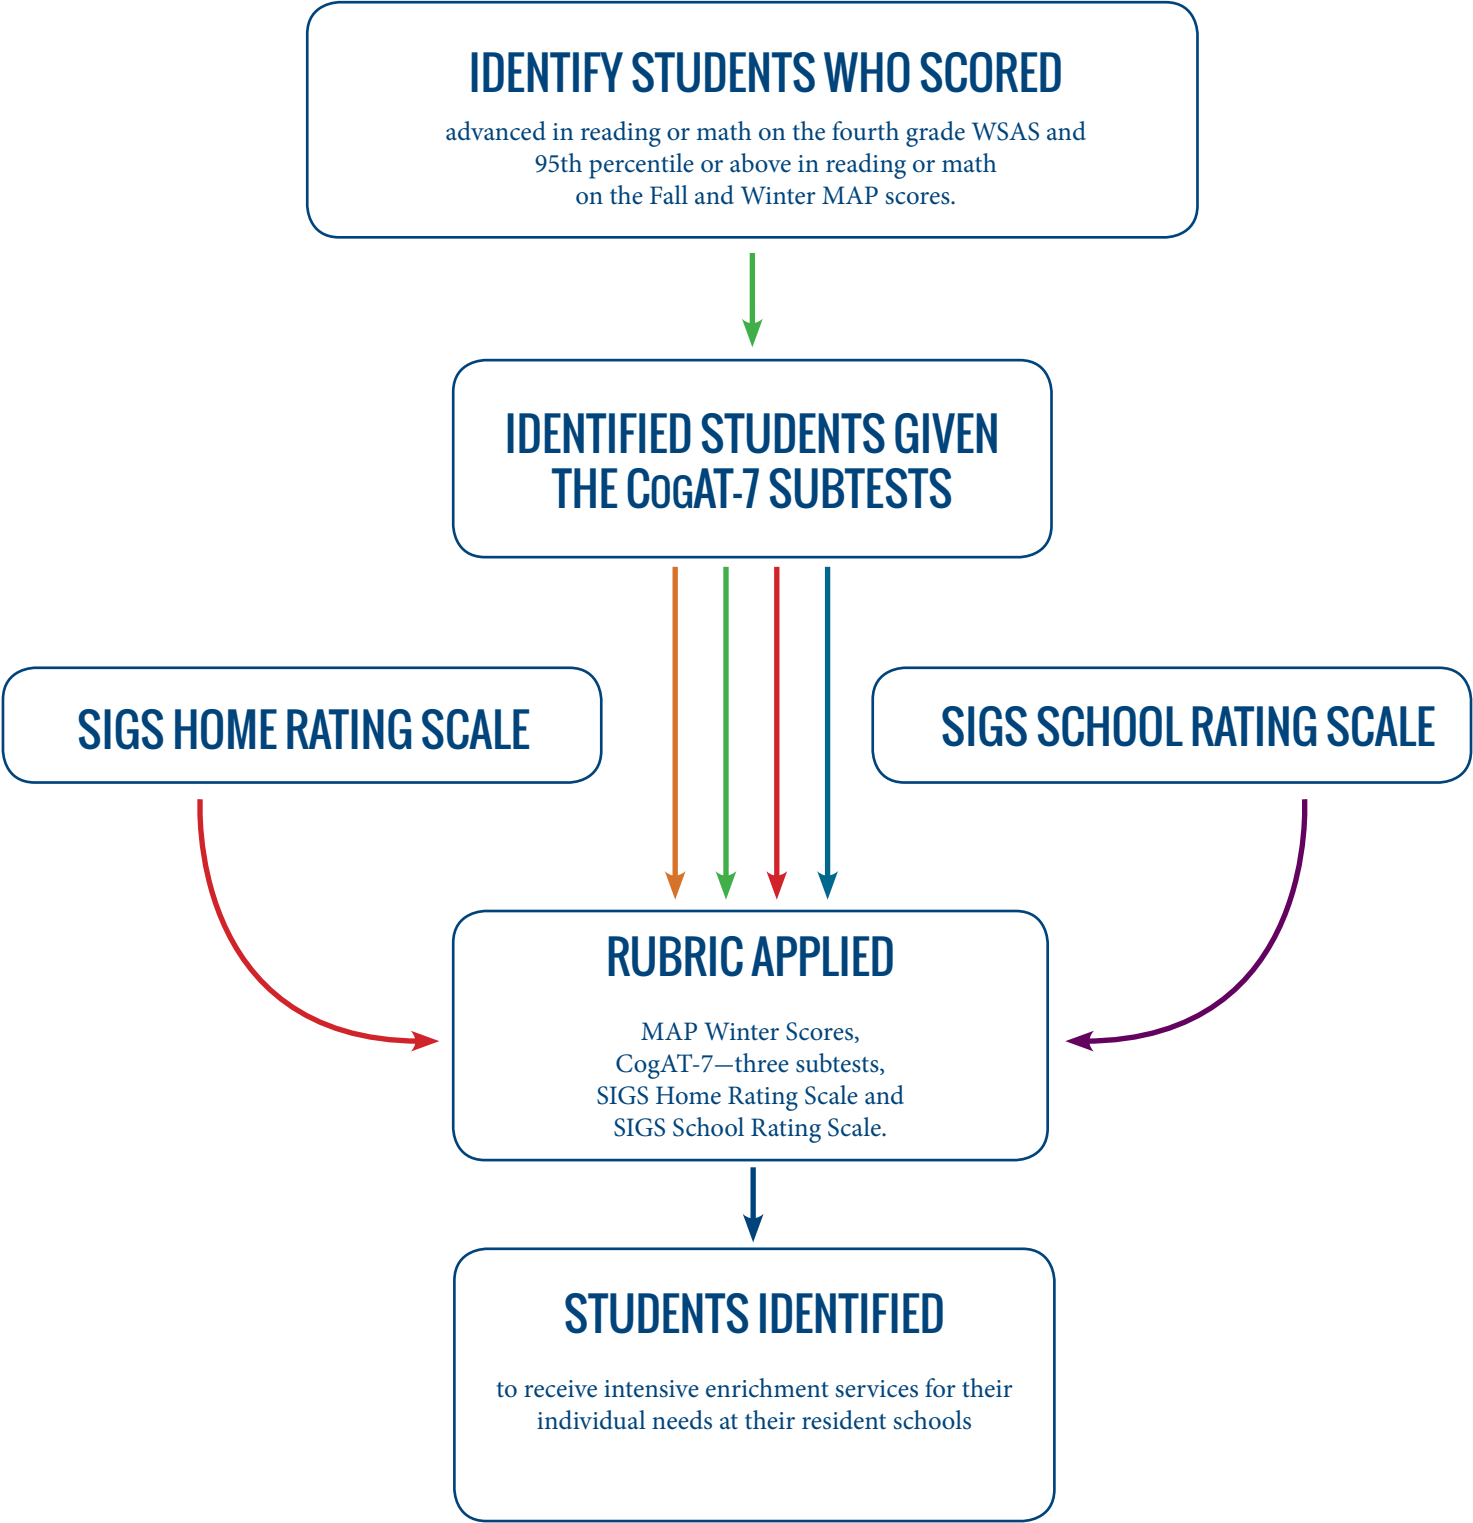 IDENTIFY STUDENTS WHO SCORED
advanced in reading or math on the fourth grade WSAS and
95th percentile or above in reading or math
on the Fall and Winter MAP scores.
IDENTIFIED STUDENTS GIVEN
THE COGAT-7 SUBTESTS
SIGS HOME RATING SCALE
SIGS SCHOOL RATING SCALE
RUBRIC APPLIED
MAP Winter Scores,
CogAT-7—three subtests,
SIGS Home Rating Scale and
SIGS School Rating Scale.
STUDENTS IDENTIFIED
to receive intensive enrichment services for their
individual needs at their resident schools